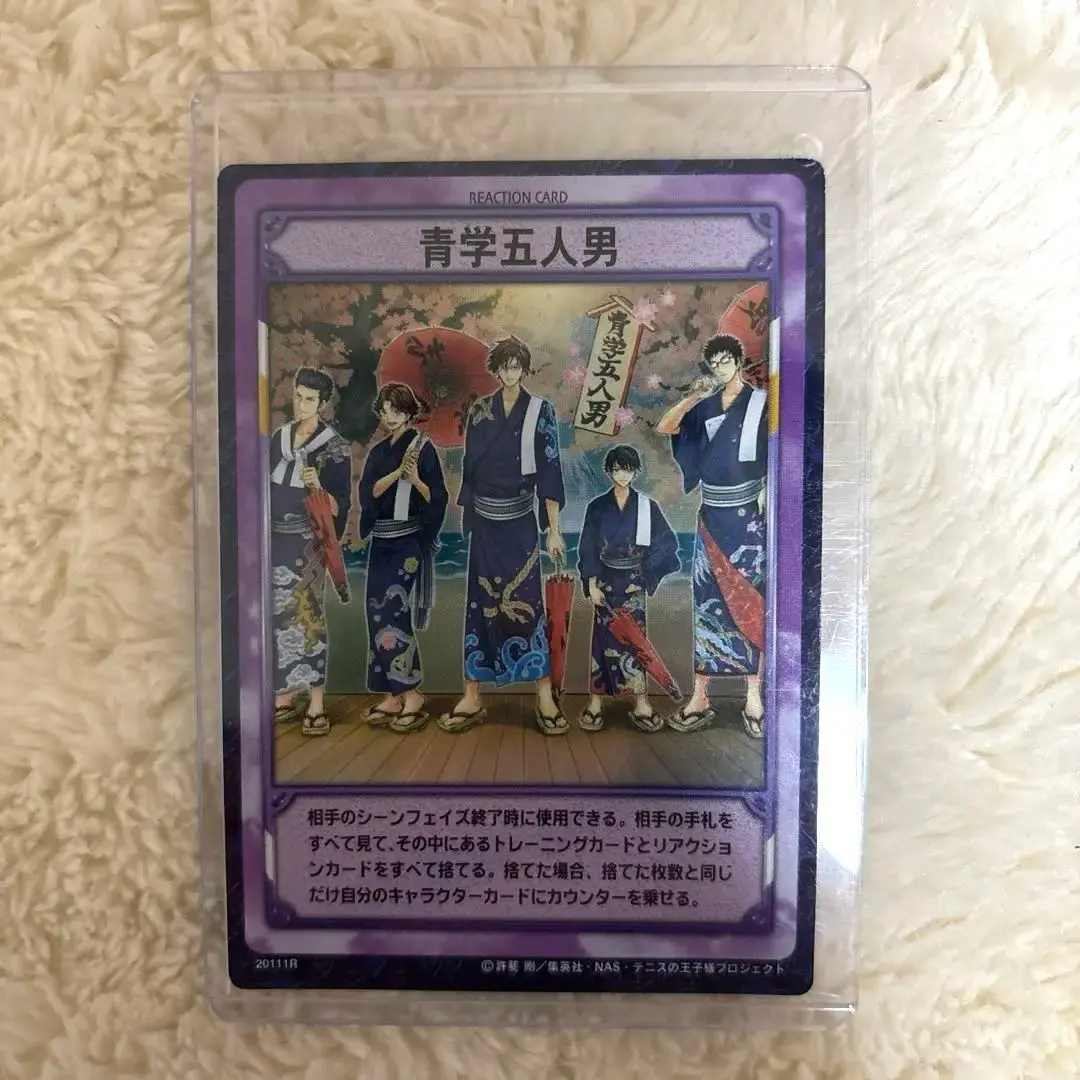 REACTION CARD
青学五人男
青学五人男
相手のシーンフェイズ終了時に使用できる。相手の手札を
すべて見て、その中にあるトレーニングカードとリアクショ
ンカードをすべて捨てる。捨てた場合、捨てた枚数と同じ
だけ自分のキャラクターカードにカウンターを乗せる。
20111R
©許斐 剛／集英社・NAS・テニスの王子様プロジェクト